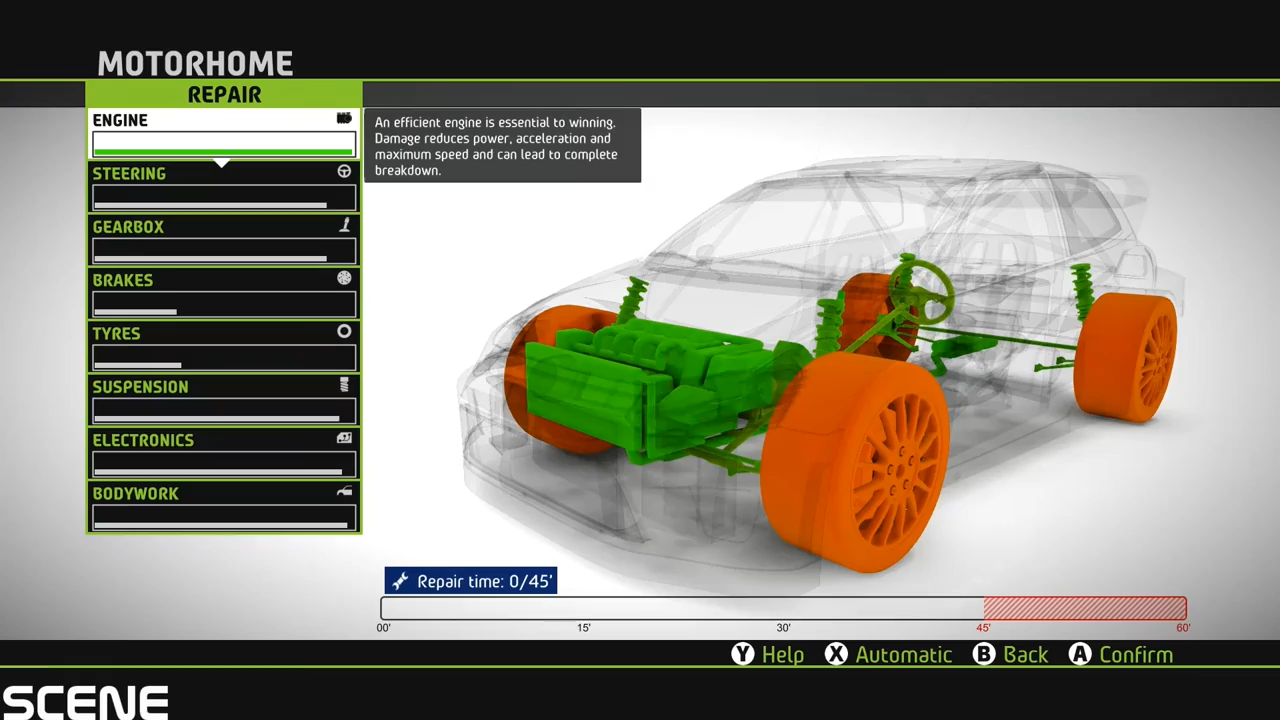 MOTORHOME
REPAIR
ENGINE
An efficient engine is essential to winning.
Damage reduces power, acceleration and
maximum speed and can lead to complete
breakdown.
STEERING
GEARBOX
BRAKES
TYRES
SUSPENSION
ELECTRONICS
BODYWORK
Repair time: 0/45'
00' 15' 30' 45' 60'
Y Help X Automatic B Back A Confirm
SCENE